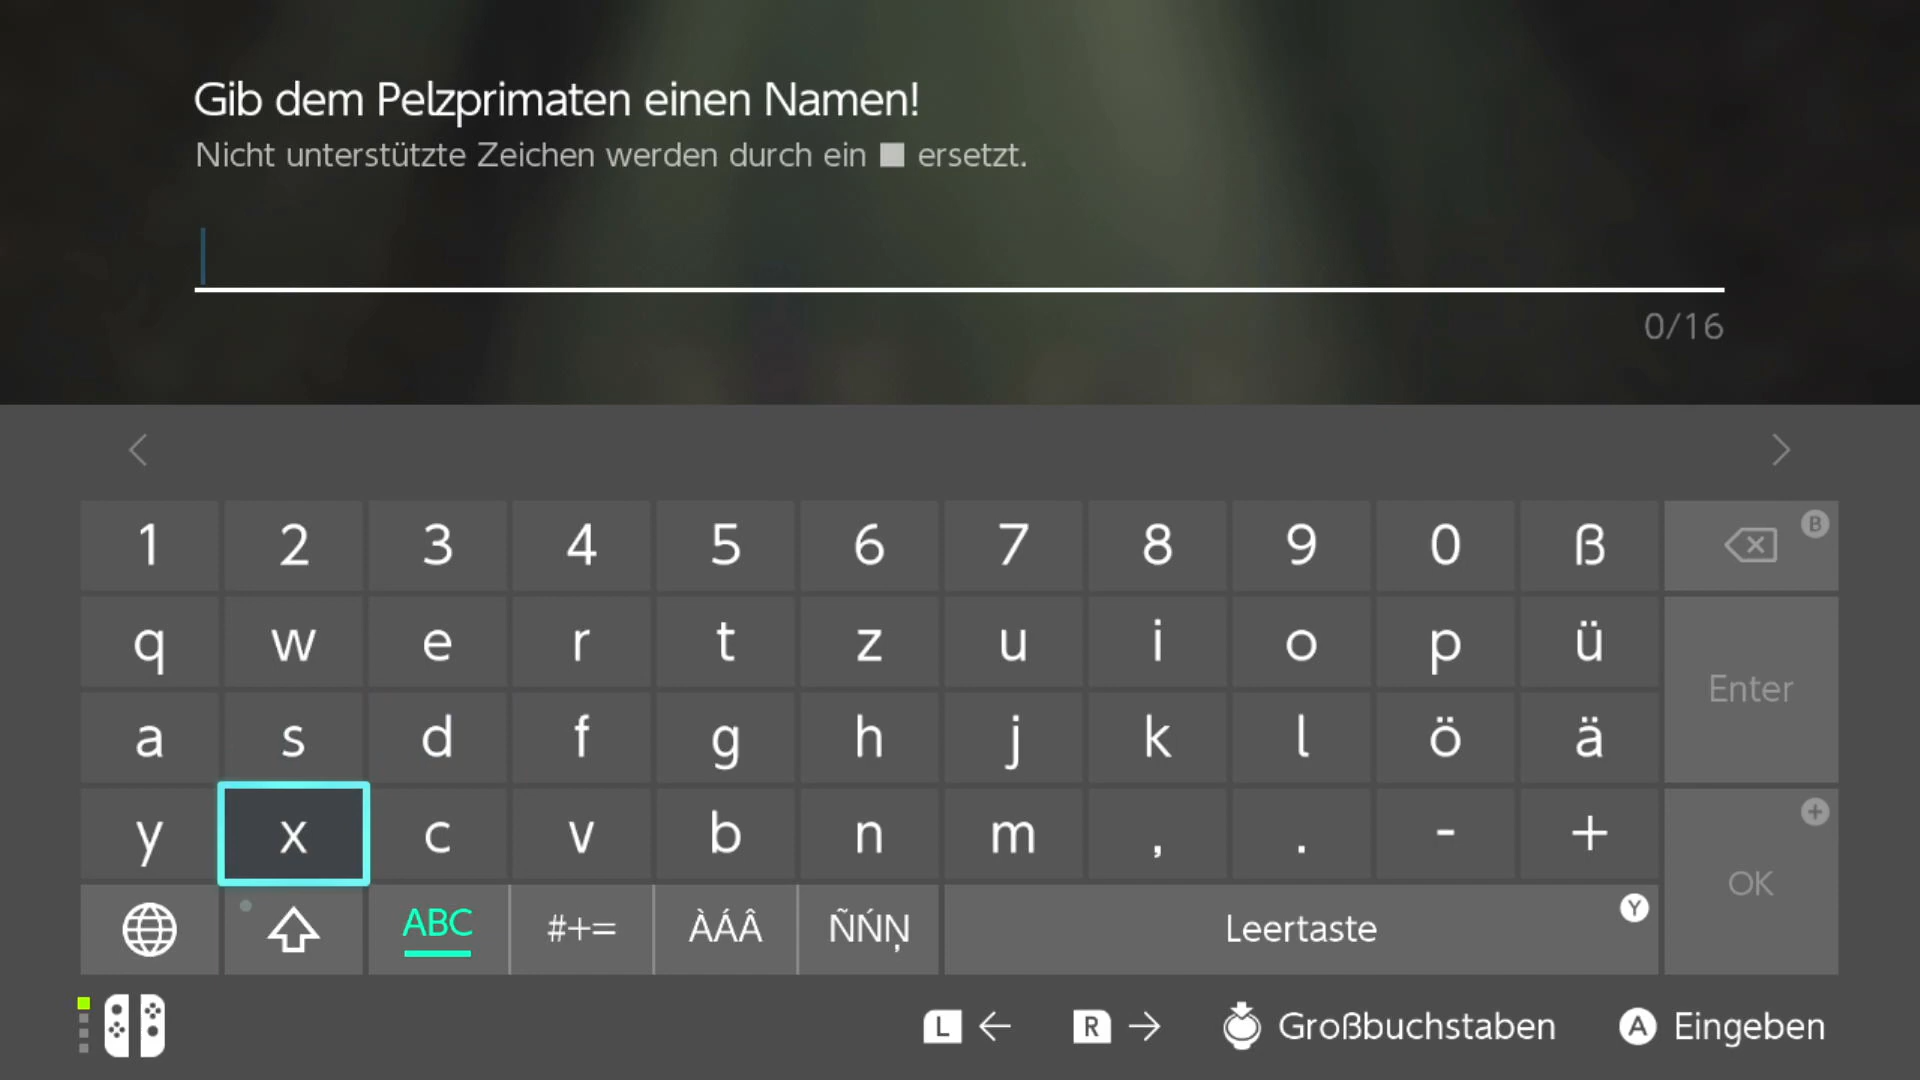 Gib dem Pelzprimaten einen Namen!
Nicht unterstützte Zeichen werden durch ein ■ ersetzt.
0/16
1 2 3 4 5 6 7 8 9 0 ß B
q w e r t z u i o p ü Enter
a s d f g h j k l ö ä
y x c v b n m , . - + OK
ABC #+= ÀÁÂ ÑŃŅ Leertaste Y
L ← R → Großbuchstaben A Eingeben